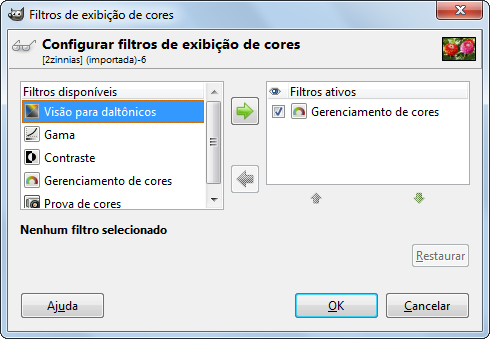 Filtros de exibição de cores
Configurar filtros de exibição de cores
[2zinnias] (importada)-6
Filtros disponíveis
Visão para daltônicos
Gama
Contraste
Gerenciamento de cores
Prova de cores
Filtros ativos
Gerenciamento de cores
Nenhum filtro selecionado
Restaurar
Ajuda
OK
Cancelar